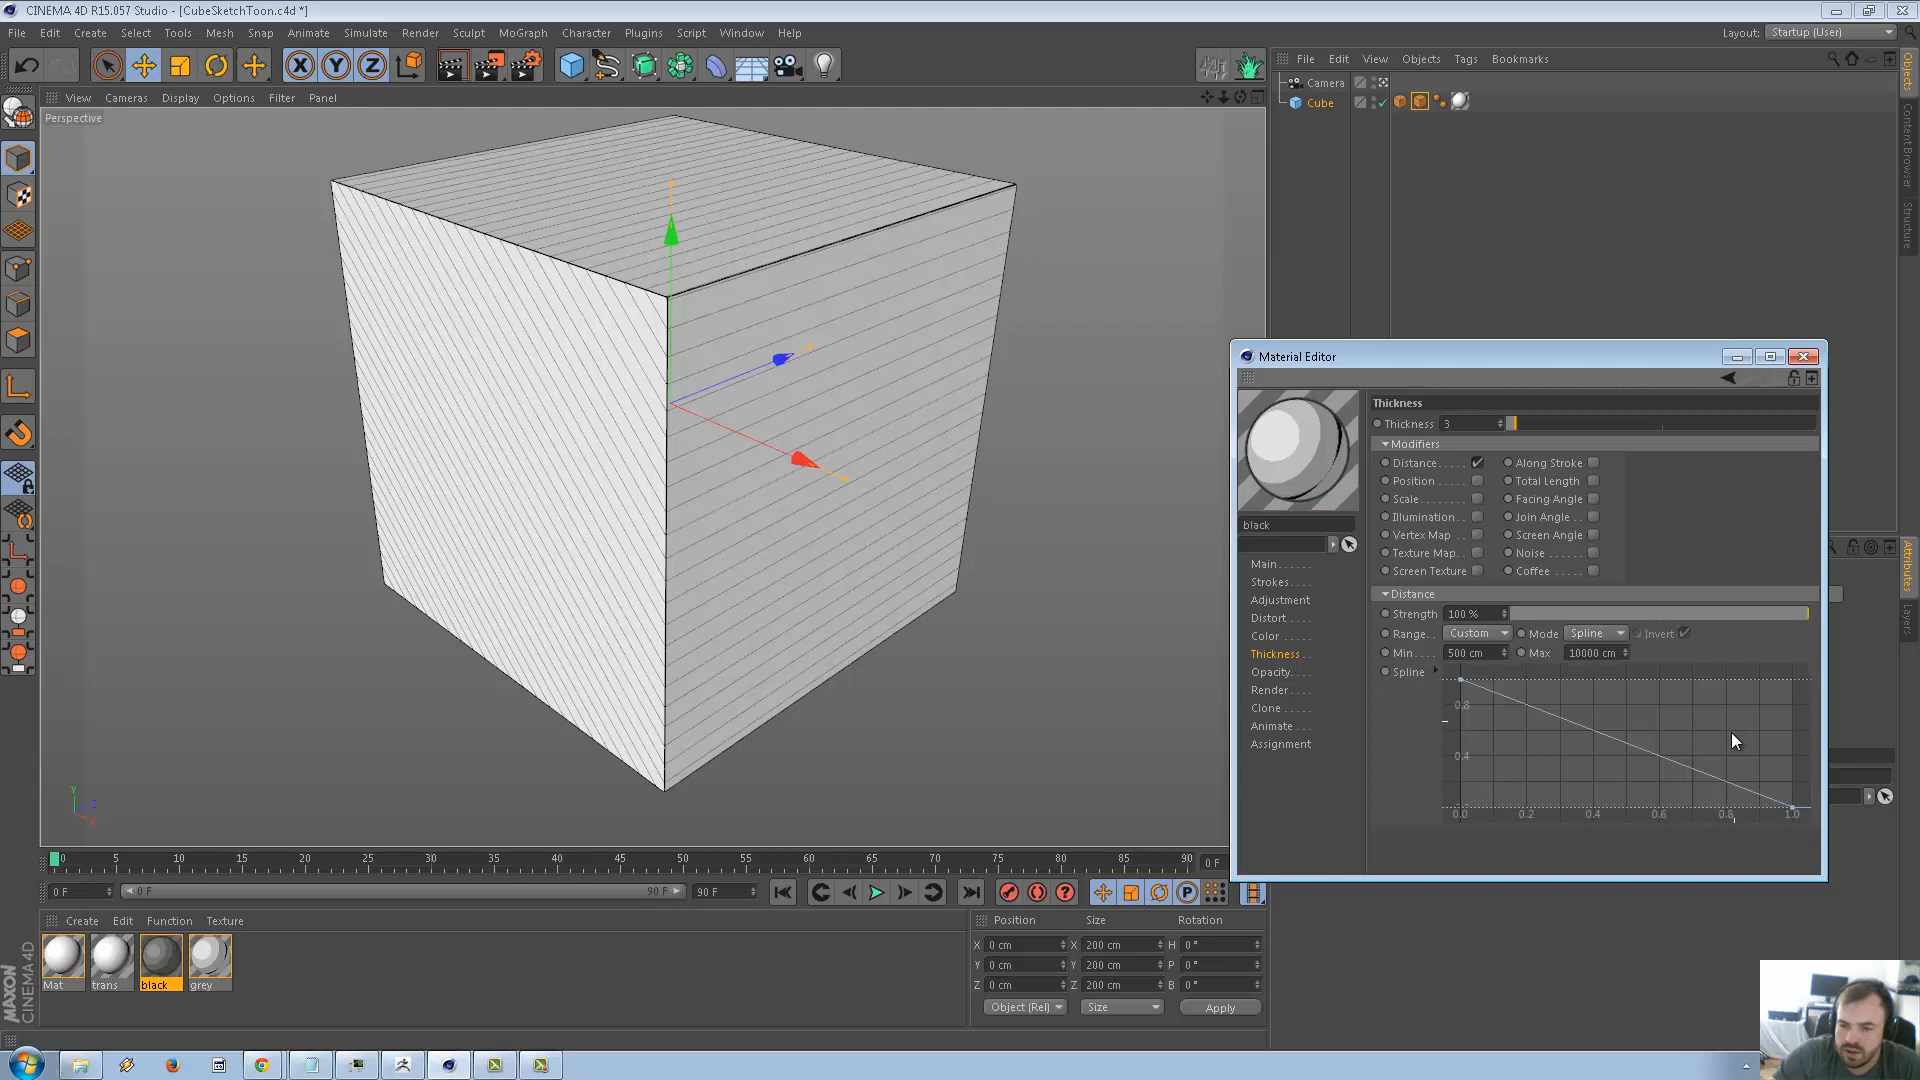 CINEMA 4D R15.057 Studio - [CubeSketchToon.c4d *]
File Edit Create Select Tools Mesh Snap Animate Simulate Render Sculpt MoGraph Character Plugins Script Window Help
Layout: Startup (User)
X Y Z
File Edit View Objects Tags Bookmarks
View Cameras Display Options Filter Panel
Camera
Cube
Perspective
Objects
Content Browser
Structure
Attributes
Layers
Material Editor
Thickness
Thickness 3
Modifiers
Distance..... Along Stroke
Position..... Total Length
Scale........ Facing Angle
Illumination.. Join Angle ..
Vertex Map .. Screen Angle
Texture Map.. Noise .....
Screen Texture Coffee .....
black
Main ......
Strokes....
Adjustment
Distort ....
Color .....
Thickness. .
Opacity....
Render....
Clone .....
Animate ...
Assignment
Distance
Strength 100 %
Range.. Custom Mode Spline Invert
Min.... 500 cm Max 10000 cm
Spline
0.8
0.4
0.0 0.2 0.4 0.6 0.8 1.0
Y
Z
X
0 5 10 15 20 25 30 35 40 45 50 55 60 65 70 75 80 85 90 0 F
0 F 0 F 90 F 90 F
P
Create Edit Function Texture
Mat trans black grey
Position Size Rotation
X 0 cm X 200 cm H 0 °
Y 0 cm Y 200 cm P 0 °
Z 0 cm Z 200 cm B 0 °
Object (Rel) Size Apply
MAXON
CINEMA 4D